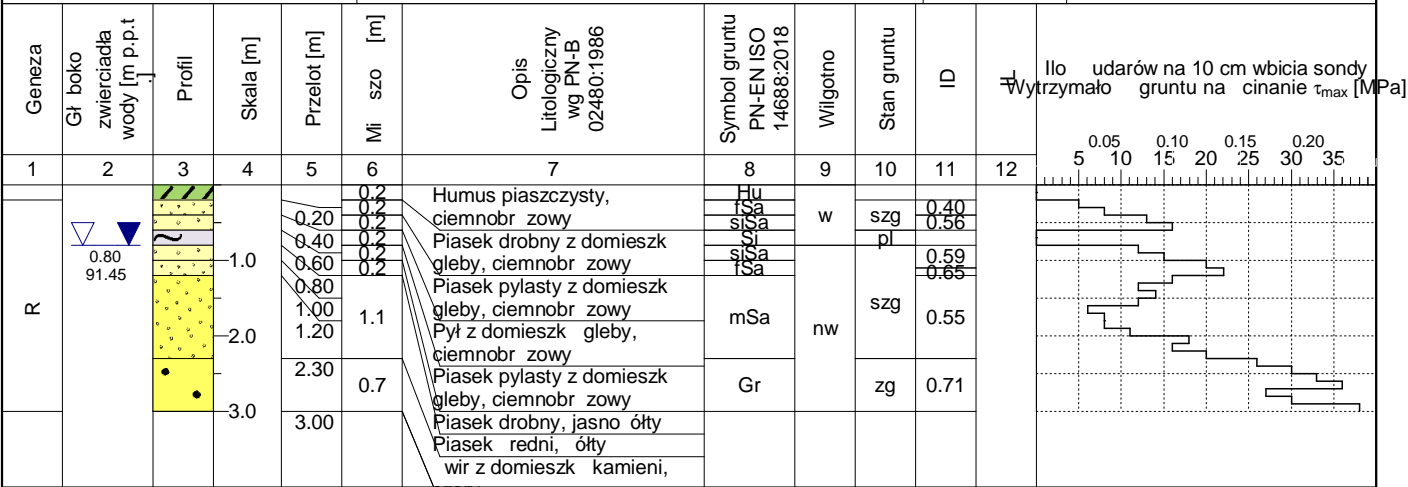 Geneza
Gł boko
zwierciadła
wody [m p.p.t
.]
Profil
Skala [m]
Przelot [m]
Mi szo [m]
Opis
Litologiczny
wg PN-B
02480:1986
Symbol gruntu
PN-EN ISO
14688:2018
Wilgotno
Stan gruntu
ID
IL
Ilo udarów na 10 cm wbicia sondy
Wytrzymało gruntu na cinanie τmax [MPa]
0.05 0.10 0.15 0.20
5 10 15 20 25 30 35
1 2 3 4 5 6 7 8 9 10 11 12
R
0.80
91.45
-1.0
-2.0
-3.0
0.20
0.40
0.60
0.80
1.00
1.20
2.30
3.00
0.2
0.2
0.2
0.2
0.2
0.2
1.1
0.7
Humus piaszczysty,
ciemnobr zowy
Piasek drobny z domieszk
gleby, ciemnobr zowy
Piasek pylasty z domieszk
gleby, ciemnobr zowy
Pył z domieszk gleby,
ciemnobr zowy
Piasek pylasty z domieszk
gleby, ciemnobr zowy
Piasek drobny, jasno ółty
Piasek redni, ółty
wir z domieszk kamieni,
Hu
fSa
siSa
Si
siSa
fSa
mSa
Gr
w
nw
szg
pl
szg
zg
0.40
0.56
0.59
0.65
0.55
0.71